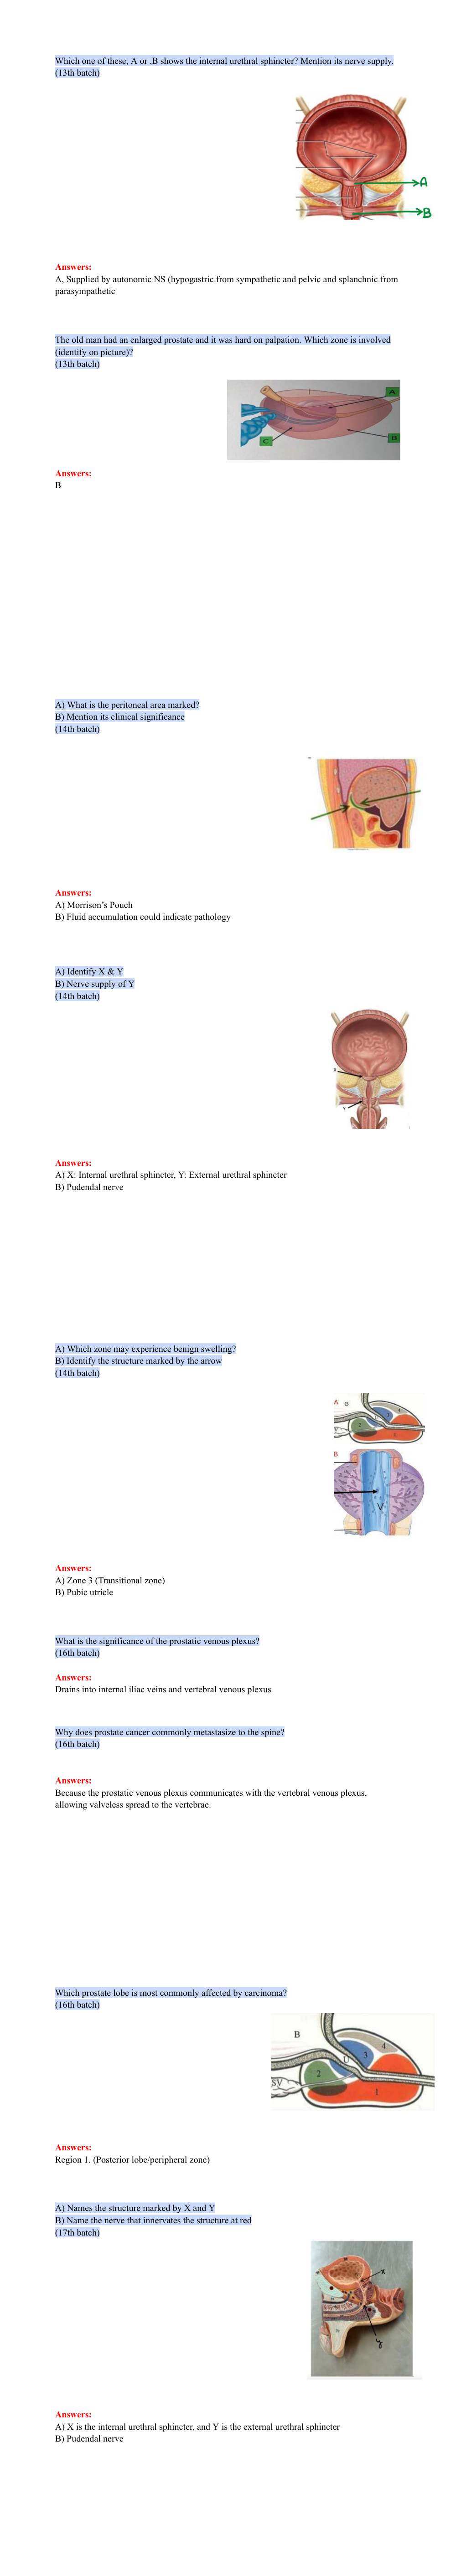 Which one of these, A or ,B shows the internal urethral sphincter? Mention its nerve supply.
(13th batch)
A
B
Answers:
A, Supplied by autonomic NS (hypogastric from sympathetic and pelvic and splanchnic from
parasympathetic
The old man had an enlarged prostate and it was hard on palpation. Which zone is involved
(identify on picture)?
(13th batch)
A
B
C
Answers:
B
A) What is the peritoneal area marked?
B) Mention its clinical significance
(14th batch)
Answers:
A) Morrison’s Pouch
B) Fluid accumulation could indicate pathology
A) Identify X & Y
B) Nerve supply of Y
(14th batch)
X
Y
Answers:
A) X: Internal urethral sphincter, Y: External urethral sphincter
B) Pudendal nerve
A) Which zone may experience benign swelling?
B) Identify the structure marked by the arrow
(14th batch)
A
B
4
3
2
1
B
V
Answers:
A) Zone 3 (Transitional zone)
B) Pubic utricle
What is the significance of the prostatic venous plexus?
(16th batch)
Answers:
Drains into internal iliac veins and vertebral venous plexus
Why does prostate cancer commonly metastasize to the spine?
(16th batch)
Answers:
Because the prostatic venous plexus communicates with the vertebral venous plexus,
allowing valveless spread to the vertebrae.
Which prostate lobe is most commonly affected by carcinoma?
(16th batch)
B
4
3
U
2
SV
1
Answers:
Region 1. (Posterior lobe/peripheral zone)
A) Names the structure marked by X and Y
B) Name the nerve that innervates the structure at red
(17th batch)
X
y
Answers:
A) X is the internal urethral sphincter, and Y is the external urethral sphincter
B) Pudendal nerve